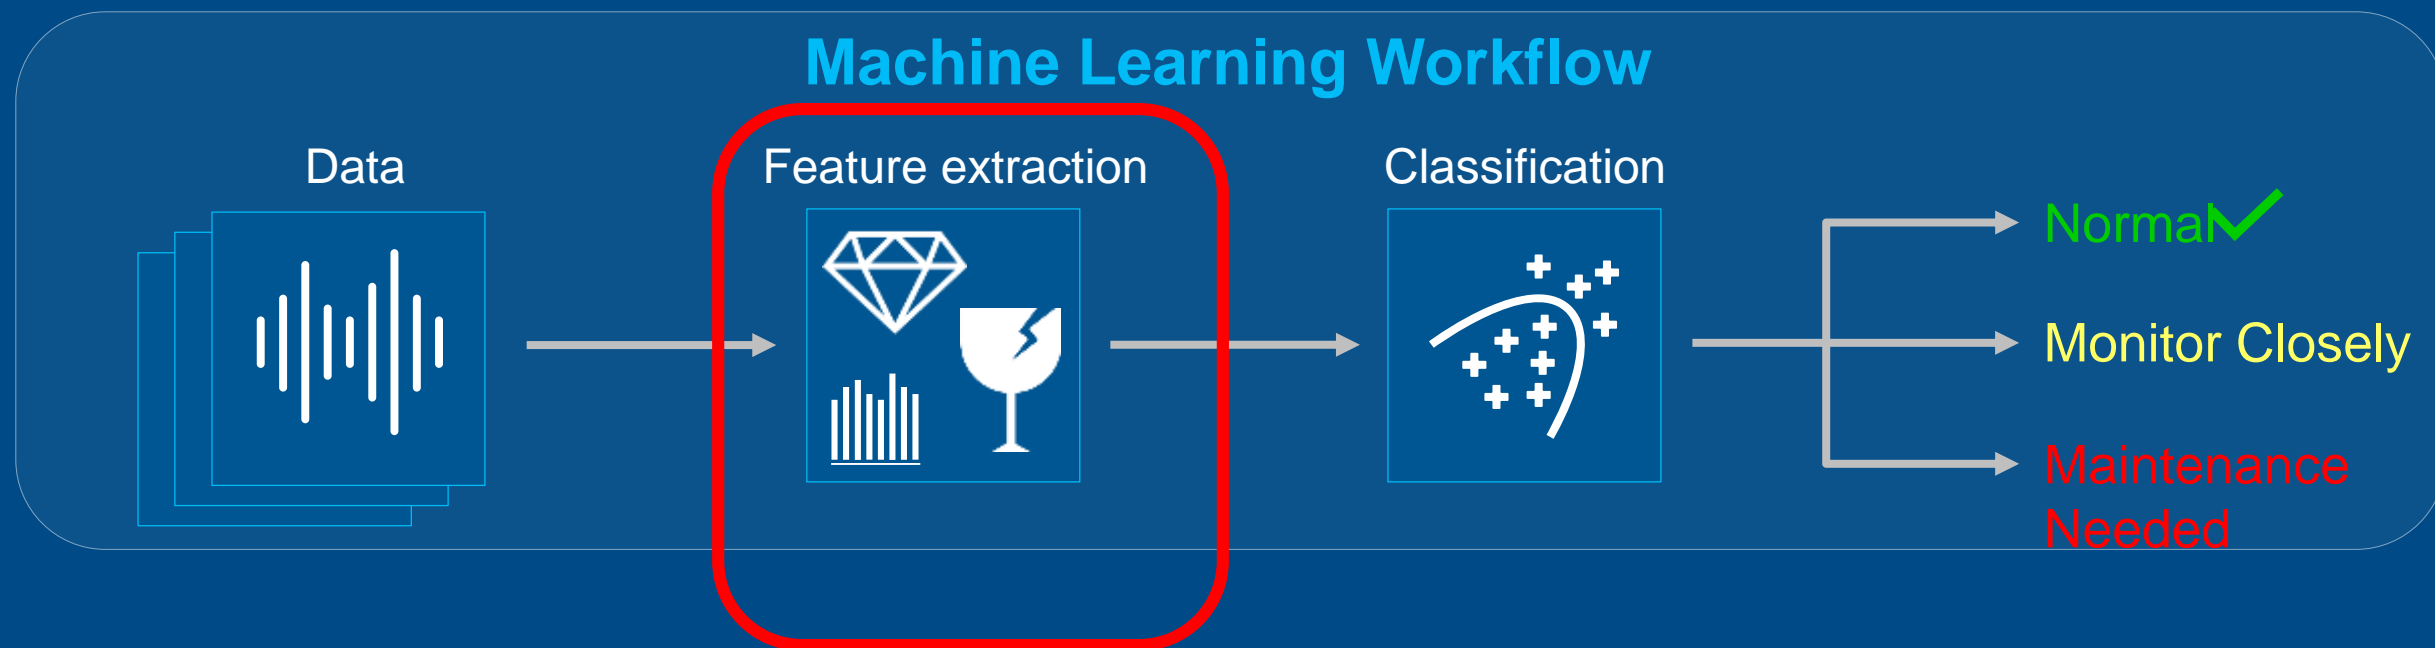 Machine Learning Workflow
Data
Feature extraction
Classification
Normal
Monitor Closely
Maintenance
Needed